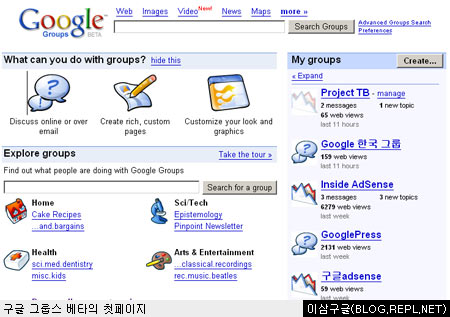 Google™
Groups BETA
Web Images Video New! News Maps more »
Search Groups
Advanced Groups Search
Preferences
What can you do with groups? hide this
Discuss online or over email
Create rich, custom pages
Customize your look and graphics
Explore groups
Take the tour »
Find out what people are doing with Google Groups
Search for a group
Home
Cake Recipes
...and bargains
Sci/Tech
Epistemology
Pinpoint Newsletter
Health
sci.med.dentistry
misc.kids
Arts & Entertainment
...classical recordings
rec.music.beatles
My groups
Create...
« Expand
Project TB - manage
2 messages 1 new topic
65 web views
last 11 hours
Google 한국 그룹
159 web views
last 11 hours
Inside AdSense
3 messages 3 new topics
6279 web views
last week
GooglePress
2131 web views
last week
구글adsense
59 web views
last week
구글 그룹스 베타의 첫페이지
이삼구글(BLOG.REPL.NET)